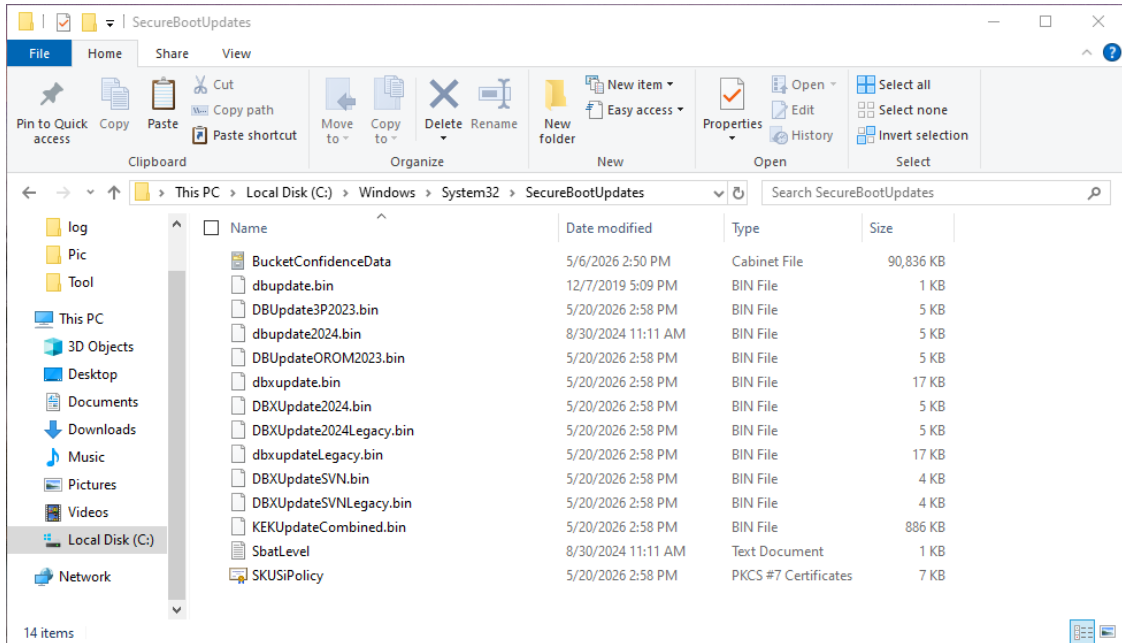 SecureBootUpdates
File Home Share View
Pin to Quick access
Copy
Paste
Cut
Copy path
Paste shortcut
Clipboard
Move to
Copy to
Delete
Rename
Organize
New folder
New item
Easy access
New
Properties
Open
Edit
History
Open
Select all
Select none
Invert selection
Select
This PC > Local Disk (C:) > Windows > System32 > SecureBootUpdates
Search SecureBootUpdates
log
Pic
Tool
This PC
3D Objects
Desktop
Documents
Downloads
Music
Pictures
Videos
Local Disk (C:)
Network
Name Date modified Type Size
BucketConfidenceData 5/6/2026 2:50 PM Cabinet File 90,836 KB
dbupdate.bin 12/7/2019 5:09 PM BIN File 1 KB
DBUpdate3P2023.bin 5/20/2026 2:58 PM BIN File 5 KB
dbupdate2024.bin 8/30/2024 11:11 AM BIN File 5 KB
DBUpdateOROM2023.bin 5/20/2026 2:58 PM BIN File 5 KB
dbxupdate.bin 5/20/2026 2:58 PM BIN File 17 KB
DBXUpdate2024.bin 5/20/2026 2:58 PM BIN File 5 KB
DBXUpdate2024Legacy.bin 5/20/2026 2:58 PM BIN File 5 KB
dbxupdateLegacy.bin 5/20/2026 2:58 PM BIN File 17 KB
DBXUpdateSVN.bin 5/20/2026 2:58 PM BIN File 4 KB
DBXUpdateSVNLegacy.bin 5/20/2026 2:58 PM BIN File 4 KB
KEKUpdateCombined.bin 5/20/2026 2:58 PM BIN File 886 KB
SbatLevel 8/30/2024 11:11 AM Text Document 1 KB
SKUSiPolicy 5/20/2026 2:58 PM PKCS #7 Certificates 7 KB
14 items